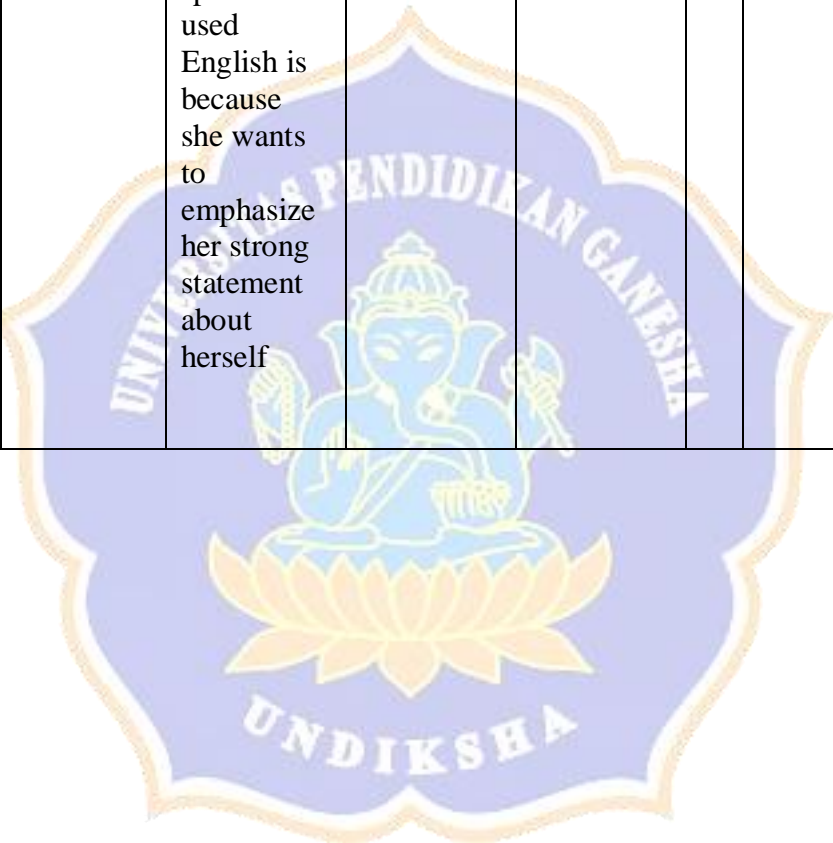 used
English is
because
she wants
to
emphasize
her strong
statement
about
herself
UNIVERSITAS PENDIDIKAN GANESHA
UNDIKSHA